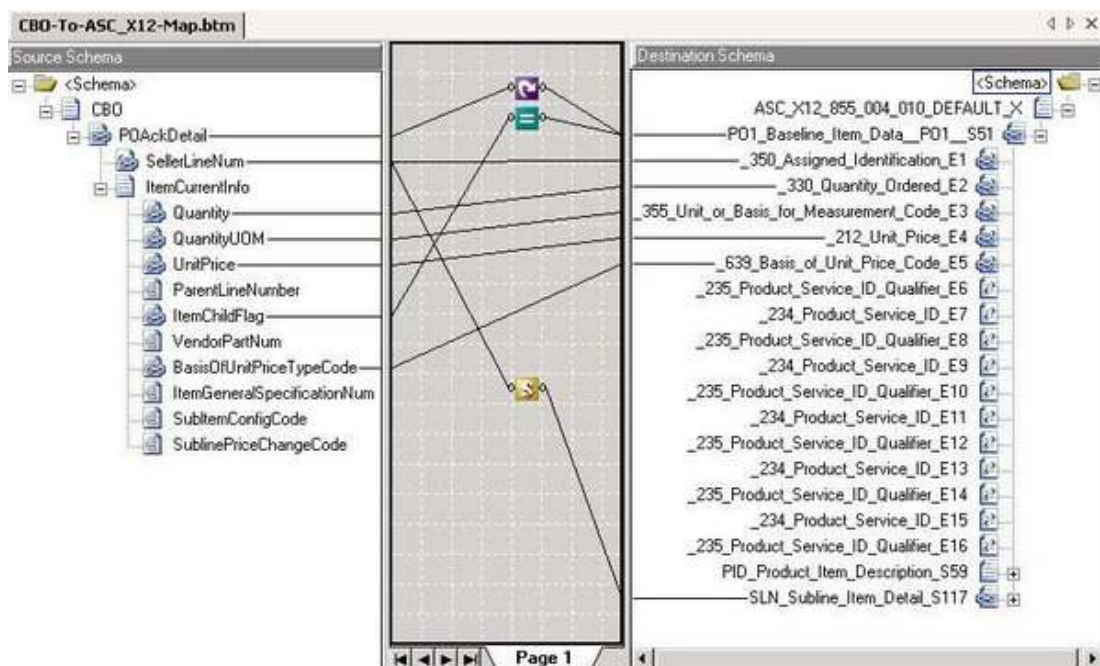 CBO-To-ASC_X12-Map.btm
Source Schema
<Schema>
CBO
POAckDetail
SellerLineNum
ItemCurrentInfo
Quantity
QuantityUOM
UnitPrice
ParentLineNumber
ItemChildFlag
VendorPartNum
BasisOfUnitPriceTypeCode
ItemGeneralSpecificationNum
SubItemConfigCode
SublinePriceChangeCode
Page 1
Destination Schema
<Schema>
ASC_X12_855_004_010_DEFAULT_X
PO1_Baseline_Item_Data__PO1__S51
_350_Assigned_Identification_E1
_330_Quantity_Ordered_E2
_355_Unit_or_Basis_for_Measurement_Code_E3
_212_Unit_Price_E4
_639_Basis_of_Unit_Price_Code_E5
_235_Product_Service_ID_Qualifier_E6
_234_Product_Service_ID_E7
_235_Product_Service_ID_Qualifier_E8
_234_Product_Service_ID_E9
_235_Product_Service_ID_Qualifier_E10
_234_Product_Service_ID_E11
_235_Product_Service_ID_Qualifier_E12
_234_Product_Service_ID_E13
_235_Product_Service_ID_Qualifier_E14
_234_Product_Service_ID_E15
_235_Product_Service_ID_Qualifier_E16
PID_Product_Item_Description_S59
SLN_Subline_Item_Detail_S117